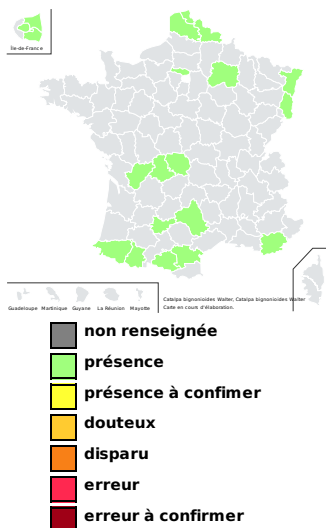 Île-de-France
Guadeloupe Martinique Guyane La Réunion Mayotte
Catalpa bignonioides Walter, Catalpa bignonioides Walter
Carte en cours d'élaboration.
non renseignée
présence
présence à confimer
douteux
disparu
erreur
erreur à confirmer